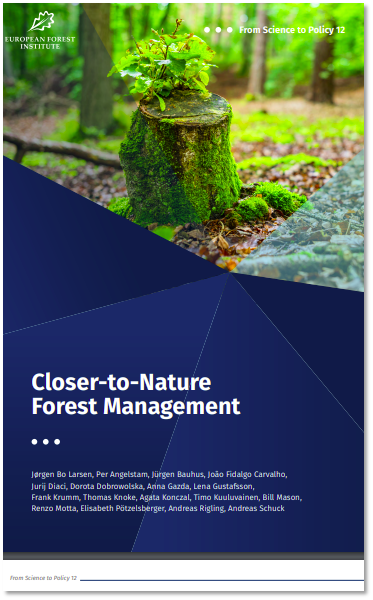 EUROPEAN FOREST
INSTITUTE
From Science to Policy 12
Closer-to-Nature
Forest Management
Jørgen Bo Larsen, Per Angelstam, Jürgen Bauhus, João Fidalgo Carvalho,
Jurij Diaci, Dorota Dobrowolska, Anna Gazda, Lena Gustafsson,
Frank Krumm, Thomas Knoke, Agata Konczal, Timo Kuuluvainen, Bill Mason,
Renzo Motta, Elisabeth Pötzelsberger, Andreas Rigling, Andreas Schuck
From Science to Policy 12